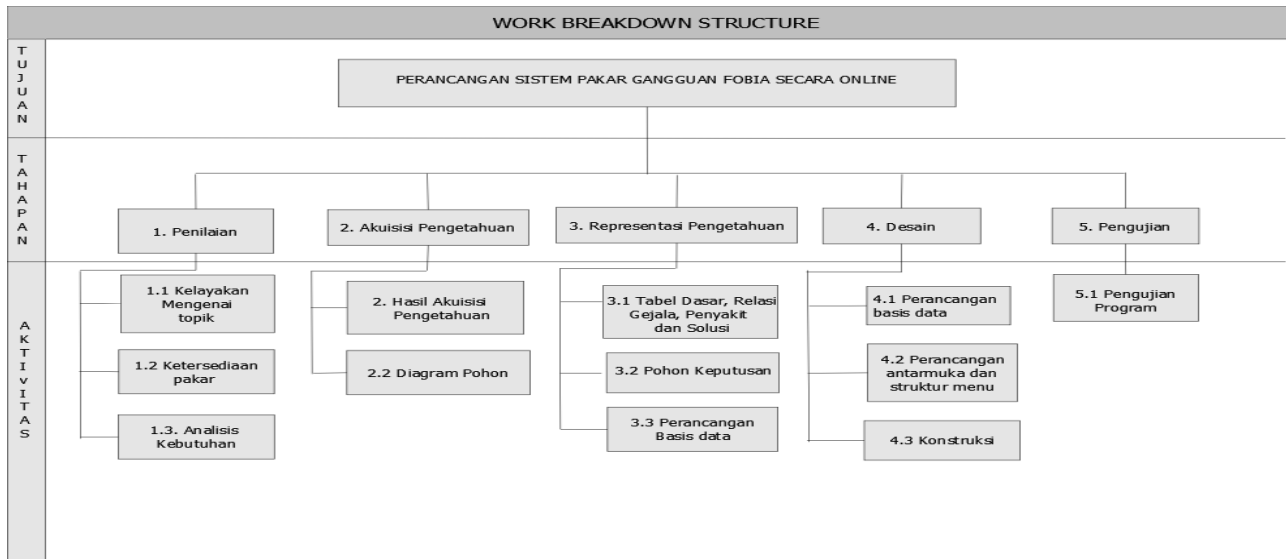 WORK BREAKDOWN STRUCTURE
TUJUAN
PERANCANGAN SISTEM PAKAR GANGGUAN FOBIA SECARA ONLINE
TAHAPAN
1. Penilaian
2. Akuisisi Pengetahuan
3. Representasi Pengetahuan
4. Desain
5. Pengujian
AKTIVITAS
1.1 Kelayakan
Mengenai
topik
1.2 Ketersediaan
pakar
1.3. Analisis
Kebutuhan
2. Hasil Akuisisi
Pengetahuan
2.2 Diagram Pohon
3.1 Tabel Dasar, Relasi
Gejala, Penyakit
dan Solusi
3.2 Pohon Keputusan
3.3 Perancangan
Basis data
4.1 Perancangan
basis data
4.2 Perancangan
antarmuka dan
struktur menu
4.3 Konstruksi
5.1 Pengujian
Program